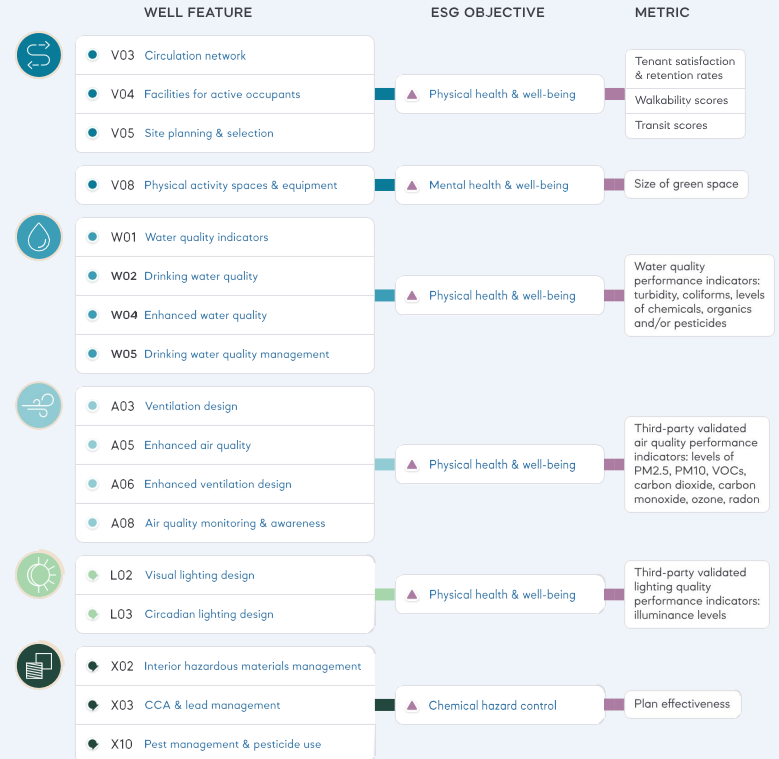 WELL FEATURE
ESG OBJECTIVE
METRIC
V03 Circulation network
V04 Facilities for active occupants
V05 Site planning & selection
Physical health & well-being
Tenant satisfaction
& retention rates
Walkability scores
Transit scores
V08 Physical activity spaces & equipment
Mental health & well-being
Size of green space
W01 Water quality indicators
W02 Drinking water quality
W04 Enhanced water quality
W05 Drinking water quality management
Physical health & well-being
Water quality
performance indicators:
turbidity, coliforms, levels
of chemicals, organics
and/or pesticides
A03 Ventilation design
A05 Enhanced air quality
A06 Enhanced ventilation design
A08 Air quality monitoring & awareness
Physical health & well-being
Third-party validated
air quality performance
indicators: levels of
PM2.5, PM10, VOCs,
carbon dioxide, carbon
monoxide, ozone, radon
L02 Visual lighting design
L03 Circadian lighting design
Physical health & well-being
Third-party validated
lighting quality
performance indicators:
illuminance levels
X02 Interior hazardous materials management
X03 CCA & lead management
X10 Pest management & pesticide use
Chemical hazard control
Plan effectiveness